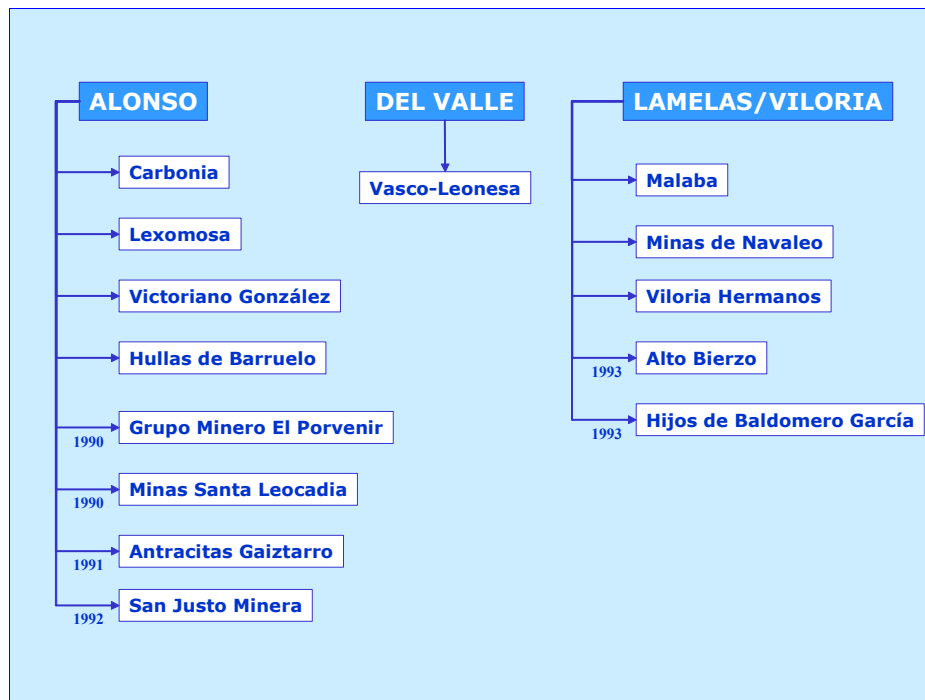 ALONSO
Carbonia
Lexomosa
Victoriano González
Hullas de Barruelo
1990
Grupo Minero El Porvenir
1990
Minas Santa Leocadia
1991
Antracitas Gaiztarro
1992
San Justo Minera
DEL VALLE
Vasco-Leonesa
LAMELAS/VILORIA
Malaba
Minas de Navaleo
Viloria Hermanos
1993
Alto Bierzo
1993
Hijos de Baldomero García